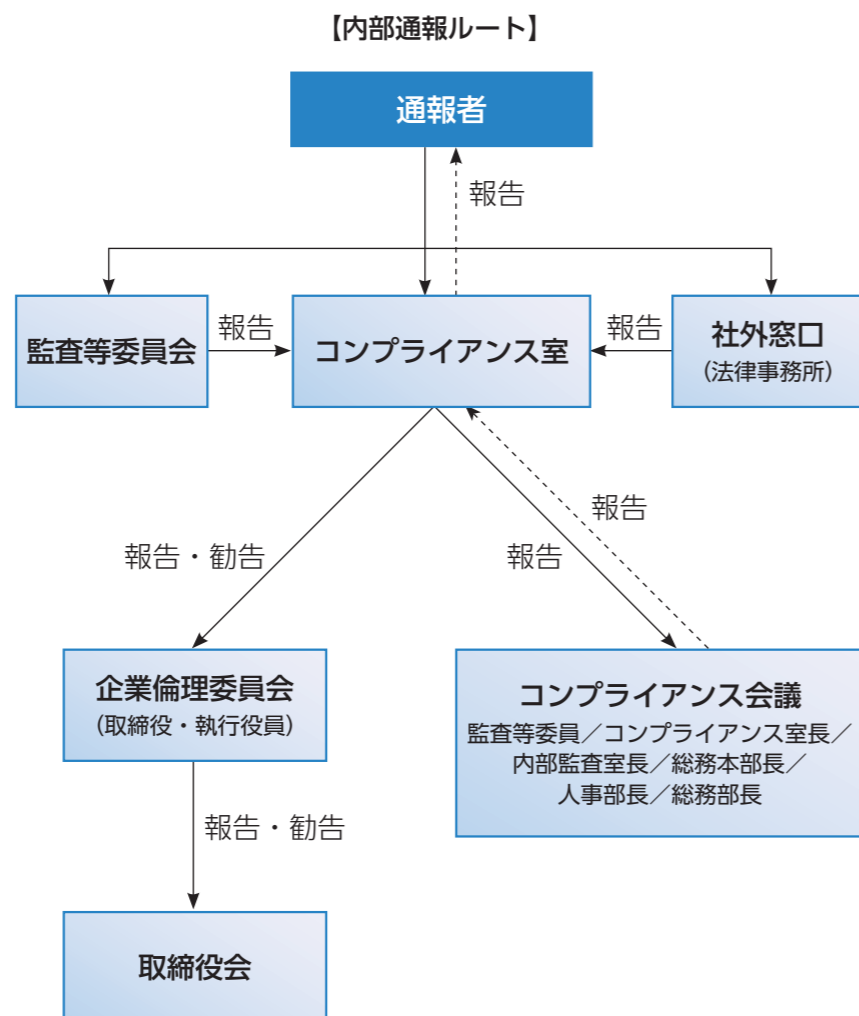 【内部通報ルート】
通報者
報告
監査等委員会
報告
コンプライアンス室
報告
社外窓口
（法律事務所）
報告・勧告
報告
報告
企業倫理委員会
（取締役・執行役員）
コンプライアンス会議
監査等委員／コンプライアンス室長／
内部監査室長／総務本部長／
人事部長／総務部長
報告・勧告
取締役会